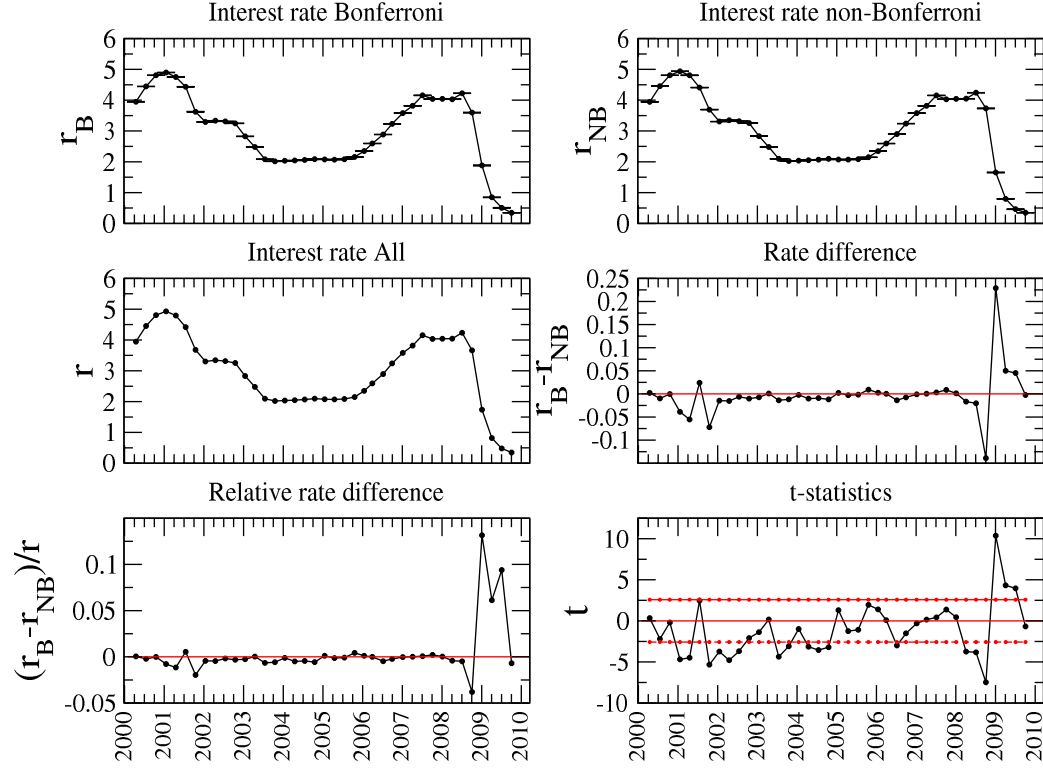 Interest rate Bonferroni
Interest rate non-Bonferroni
6
5
4
3
2
1
0
r_B
6
5
4
3
2
1
0
r_NB
Interest rate All
Rate difference
6
5
4
3
2
1
0
r
0.25
0.2
0.15
0.1
0.05
0
-0.05
-0.1
r_B-r_NB
Relative rate difference
t-statistics
0.1
0.05
0
-0.05
(r_B-r_NB)/r
10
5
0
-5
-10
t
2000 2001 2002 2003 2004 2005 2006 2007 2008 2009 2010
2000 2001 2002 2003 2004 2005 2006 2007 2008 2009 2010